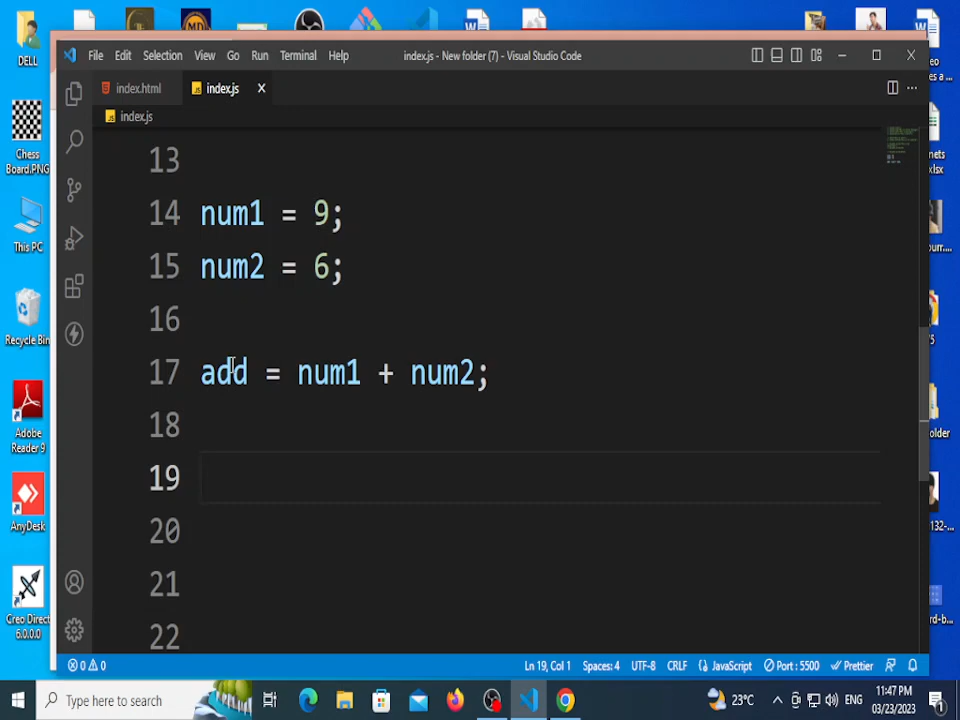 DELL
Chess
Board.PNG
This PC
Recycle Bin
Adobe
Reader 9
AnyDesk
Creo Direct
6.0.0.0
File Edit Selection View Go Run Terminal Help
index.js - New folder (7) - Visual Studio Code
index.html
index.js
index.js
13
14 num1 = 9;
15 num2 = 6;
16
17 add = num1 + num2;
18
19
20
21
22
0 0
Ln 19, Col 1 Spaces: 4 UTF-8 CRLF JavaScript Port : 5500 Prettier
Type here to search
23°C
ENG
11:47 PM
03/23/2023